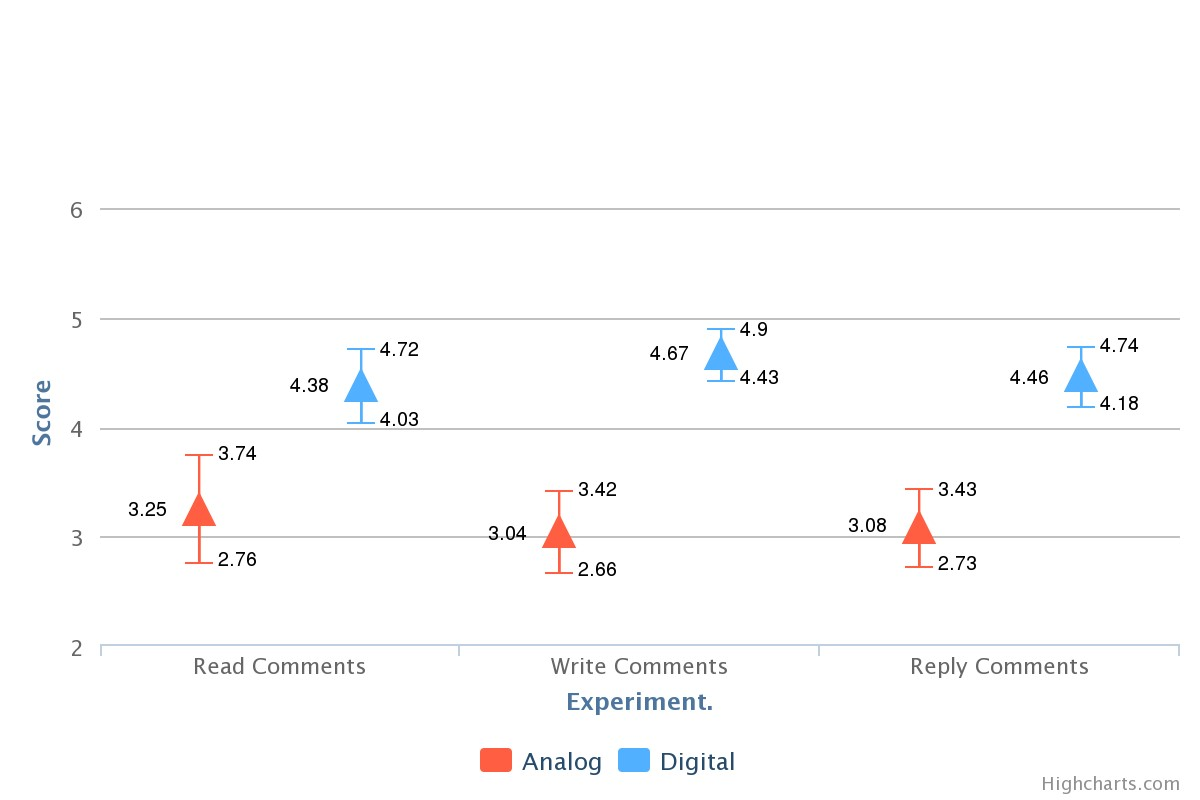 6
5
4.9
4.74
4.72
4.67
4.46
4.38
4.43
4.18
4.03
4
Score
3.74
3.42
3.43
3.25
3.08
3.04
3
2.76
2.66
2.73
2
Read Comments
Write Comments
Reply Comments
Experiment.
Analog
Digital
Highcharts.com